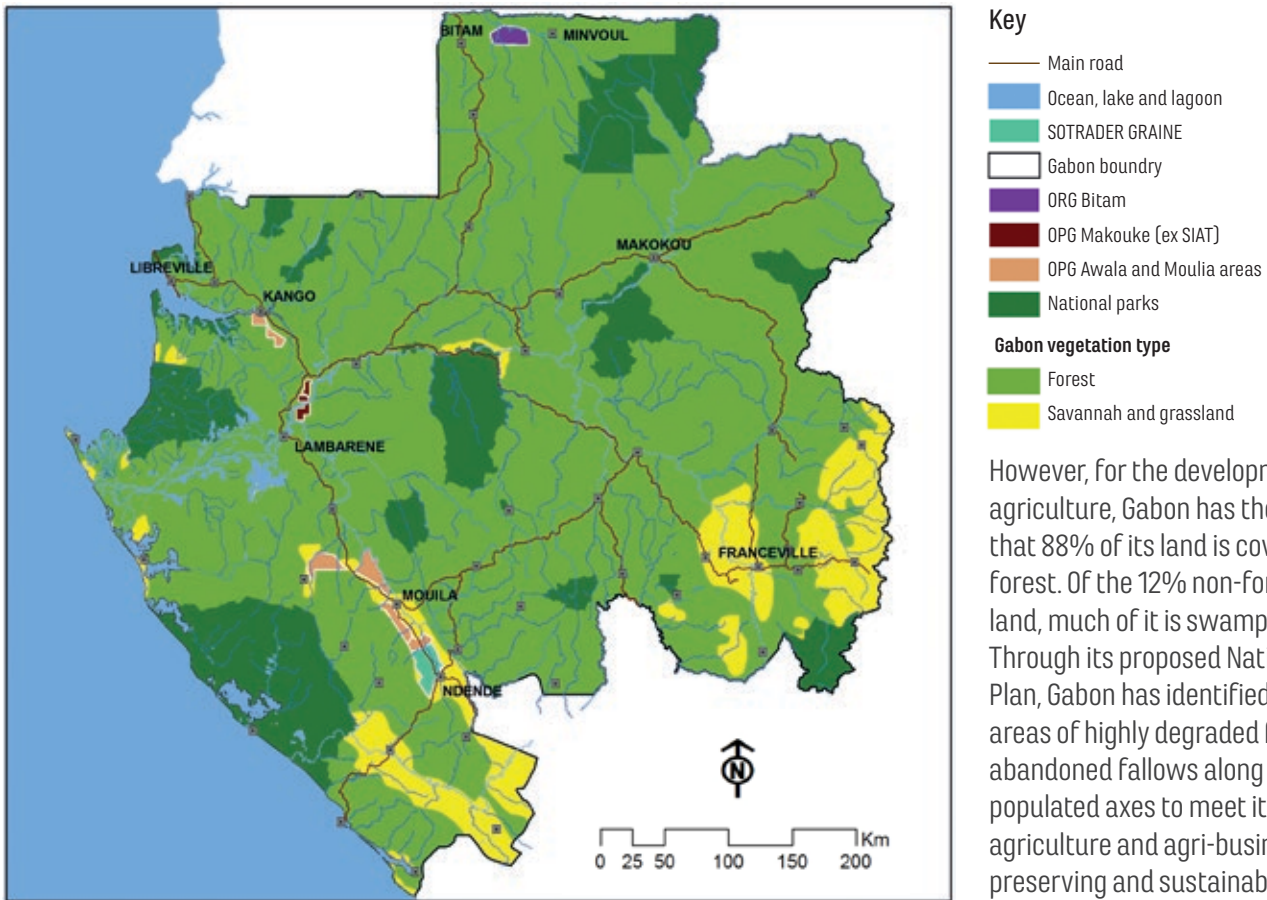 BITAM
MINVOUL
MAKOKOU
LIBREVILLE
KANGO
LAMBARENE
FRANCEVILLE
MOUILA
NDENDE
N
Km
0 25 50 100 150 200
Key
Main road
Ocean, lake and lagoon
SOTRADER GRAINE
Gabon boundry
ORG Bitam
OPG Makouke (ex SIAT)
OPG Awala and Moulia areas
National parks
Gabon vegetation type
Forest
Savannah and grassland
However, for the develop
agriculture, Gabon has the
that 88% of its land is cov
forest. Of the 12% non-for
land, much of it is swamp
Through its proposed Nat
Plan, Gabon has identified
areas of highly degraded f
abandoned fallows along
populated axes to meet it
agriculture and agri-busin
preserving and sustainab